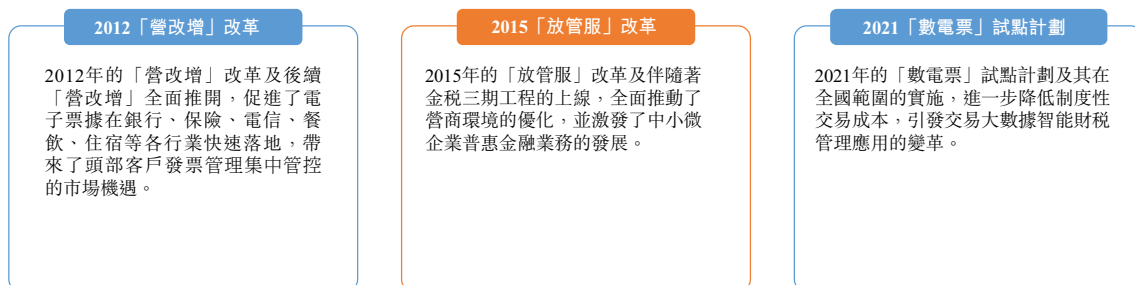 2012「營改增」改革
2012年的「營改增」改革及後續
「營改增」全面推開，促進了電
子票據在銀行、保險、電信、餐
飲、住宿等各行業快速落地，帶
來了頭部客戶發票管理集中管控
的市場機遇。
2015「放管服」改革
2015年的「放管服」改革及伴隨著
金稅三期工程的上線，全面推動了
營商環境的優化，並激發了中小微
企業普惠金融業務的發展。
2021「數電票」試點計劃
2021年的「數電票」試點計劃及其在
全國範圍的實施，進一步降低制度性
交易成本，引發交易大數據智能財稅
管理應用的變革。